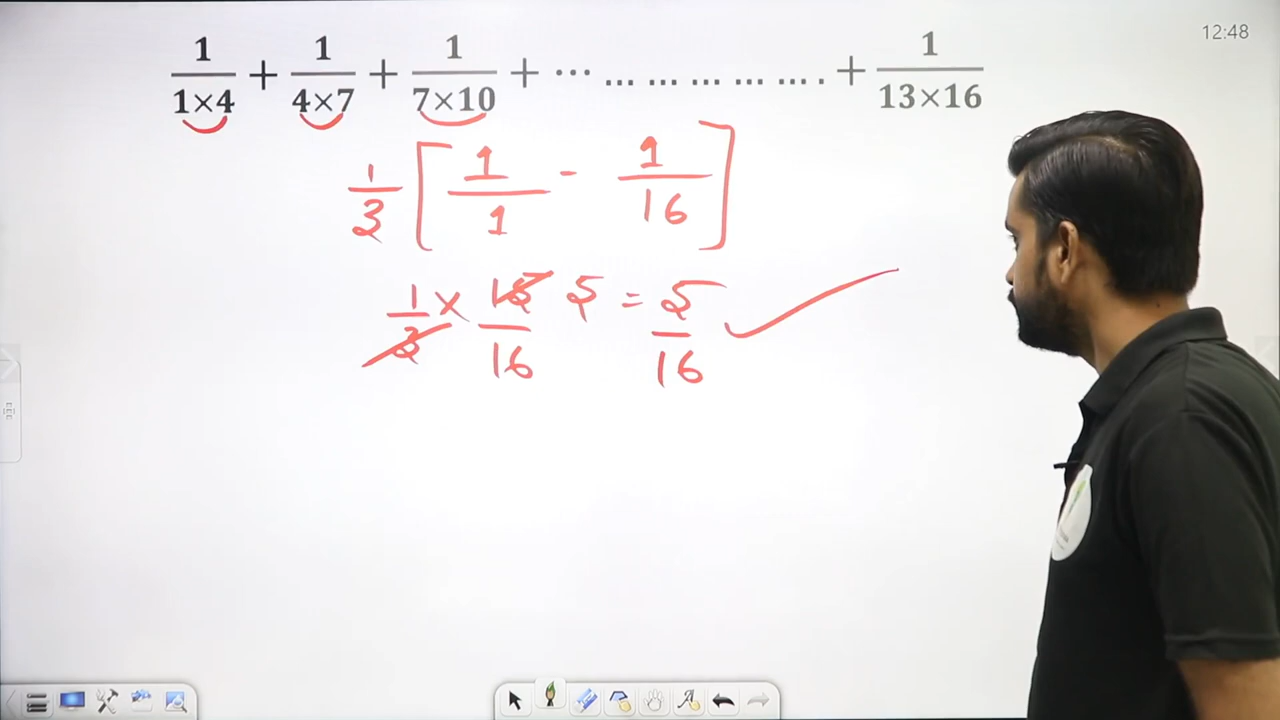 12:48
1/(1×4) + 1/(4×7) + 1/(7×10) + ... ... ... ... ... ... . + 1/(13×16)
1/3 [ 1/1 - 1/16 ]
1/3 × 15/16 5 = 5/16 ✓